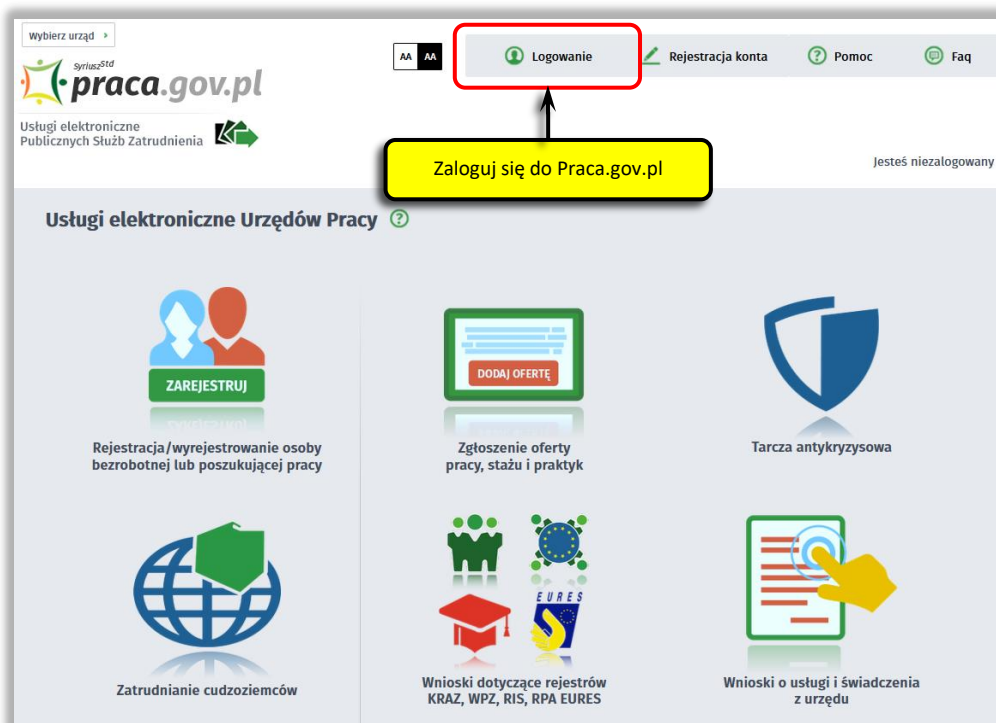 Wybierz urząd
AA AA
Logowanie
Rejestracja konta
Pomoc
Faq
Syriusz Std
praca.gov.pl
Usługi elektroniczne
Publicznych Służb Zatrudnienia
Zaloguj się do Praca.gov.pl
Jesteś niezalogowany
Usługi elektroniczne Urzędów Pracy
ZAREJESTRUJ
Rejestracja/wyrejestrowanie osoby
bezrobotnej lub poszukującej pracy
DODAJ OFERTĘ
Zgłoszenie oferty
pracy, stażu i praktyk
Tarcza antykryzysowa
Zatrudnianie cudzoziemców
EURES
Wnioski dotyczące rejestrów
KRAZ, WPZ, RIS, RPA EURES
Wnioski o usługi i świadczenia
z urzędu